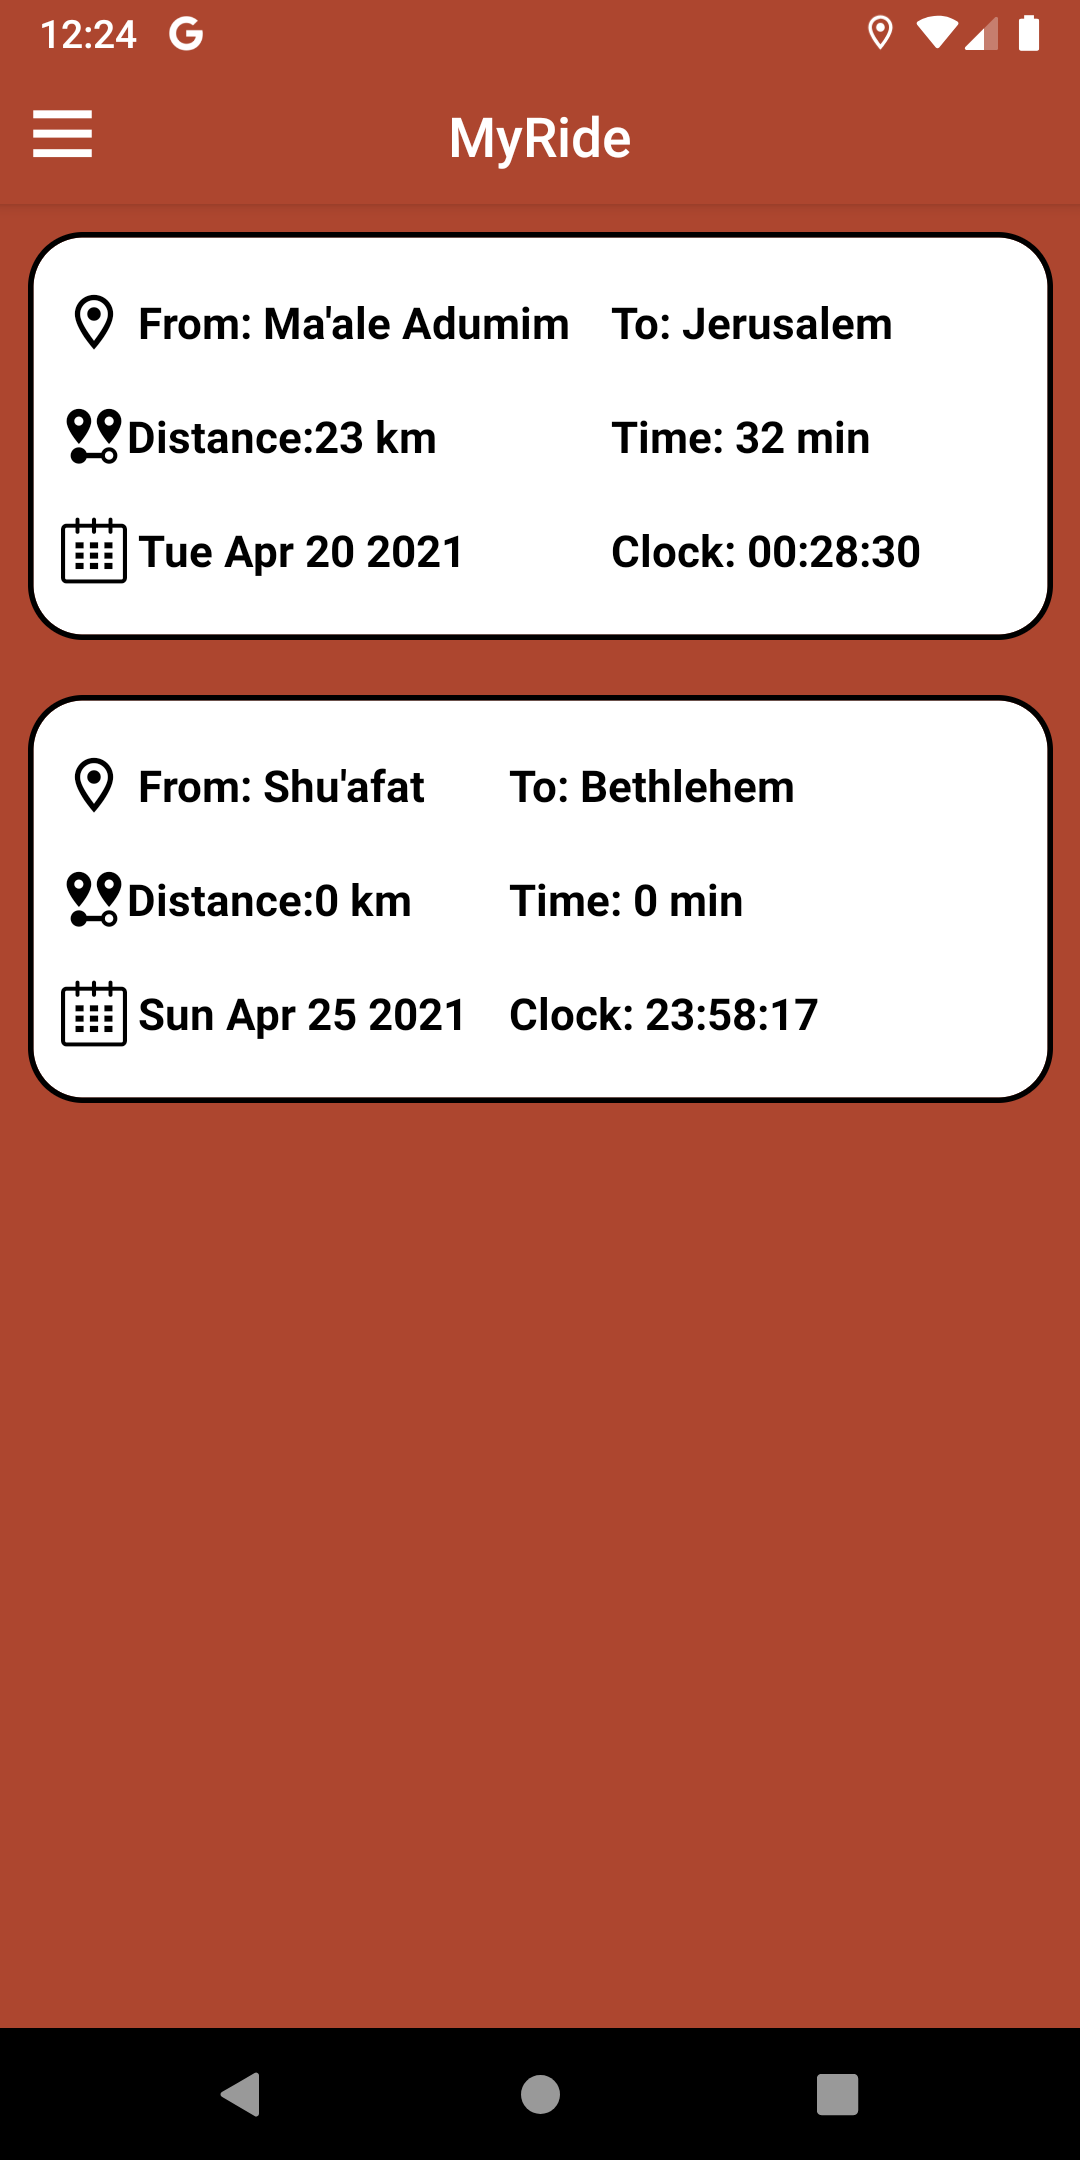 12:24 G
MyRide
From: Ma'ale Adumim To: Jerusalem
Distance:23 km Time: 32 min
Tue Apr 20 2021 Clock: 00:28:30
From: Shu'afat To: Bethlehem
Distance:0 km Time: 0 min
Sun Apr 25 2021 Clock: 23:58:17